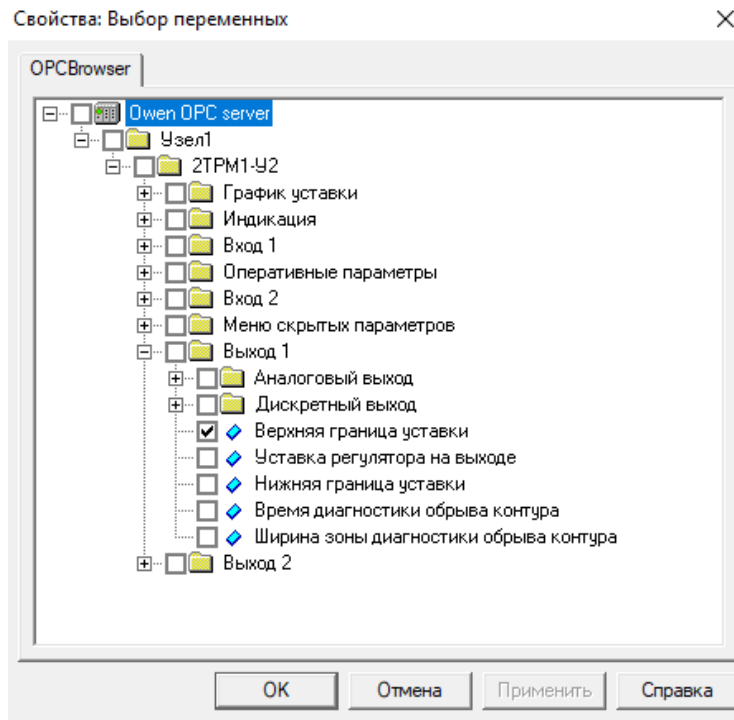 Свойства: Выбор переменных
OPCBrowser
Owen OPC server
Узел1
2ТРМ1-У2
График уставки
Индикация
Вход 1
Оперативные параметры
Вход 2
Меню скрытых параметров
Выход 1
Аналоговый выход
Дискретный выход
Верхняя граница уставки
Уставка регулятора на выходе
Нижняя граница уставки
Время диагностики обрыва контура
Ширина зоны диагностики обрыва контура
Выход 2
OK
Отмена
Применить
Справка